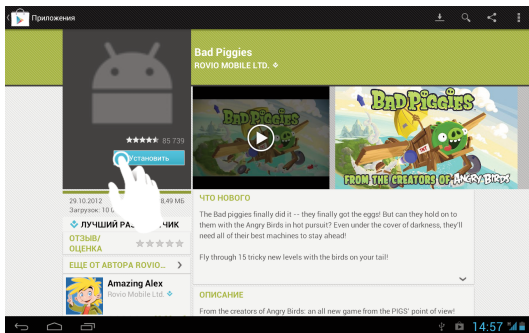 Приложения
Bad Piggies
ROVIO MOBILE LTD.
85 739
Установить
29.10.2012
8,49 МБ
Загрузок: 10
ЛУЧШИЙ РАЗ ЧИК
ОТЗЫВ/
ОЦЕНКА
ЕЩЕ ОТ АВТОРА ROVIO...
Amazing Alex
Rovio Mobile Ltd.
BAD PIGGIES
BAD PIGGIES
TNT
FROM THE CREATORS OF ANGRY BIRDS
ЧТО НОВОГО
The Bad piggies finally did it -- they finally got the eggs! But can they hold on to
them with the Angry Birds in hot pursuit? Even under the cover of darkness, they'll
need all of their best machines to stay ahead!
Fly through 15 tricky new levels with the birds on your tail!
ОПИСАНИЕ
From the creators of Angry Birds: an all new game from the PIGS' point of view!
14:57